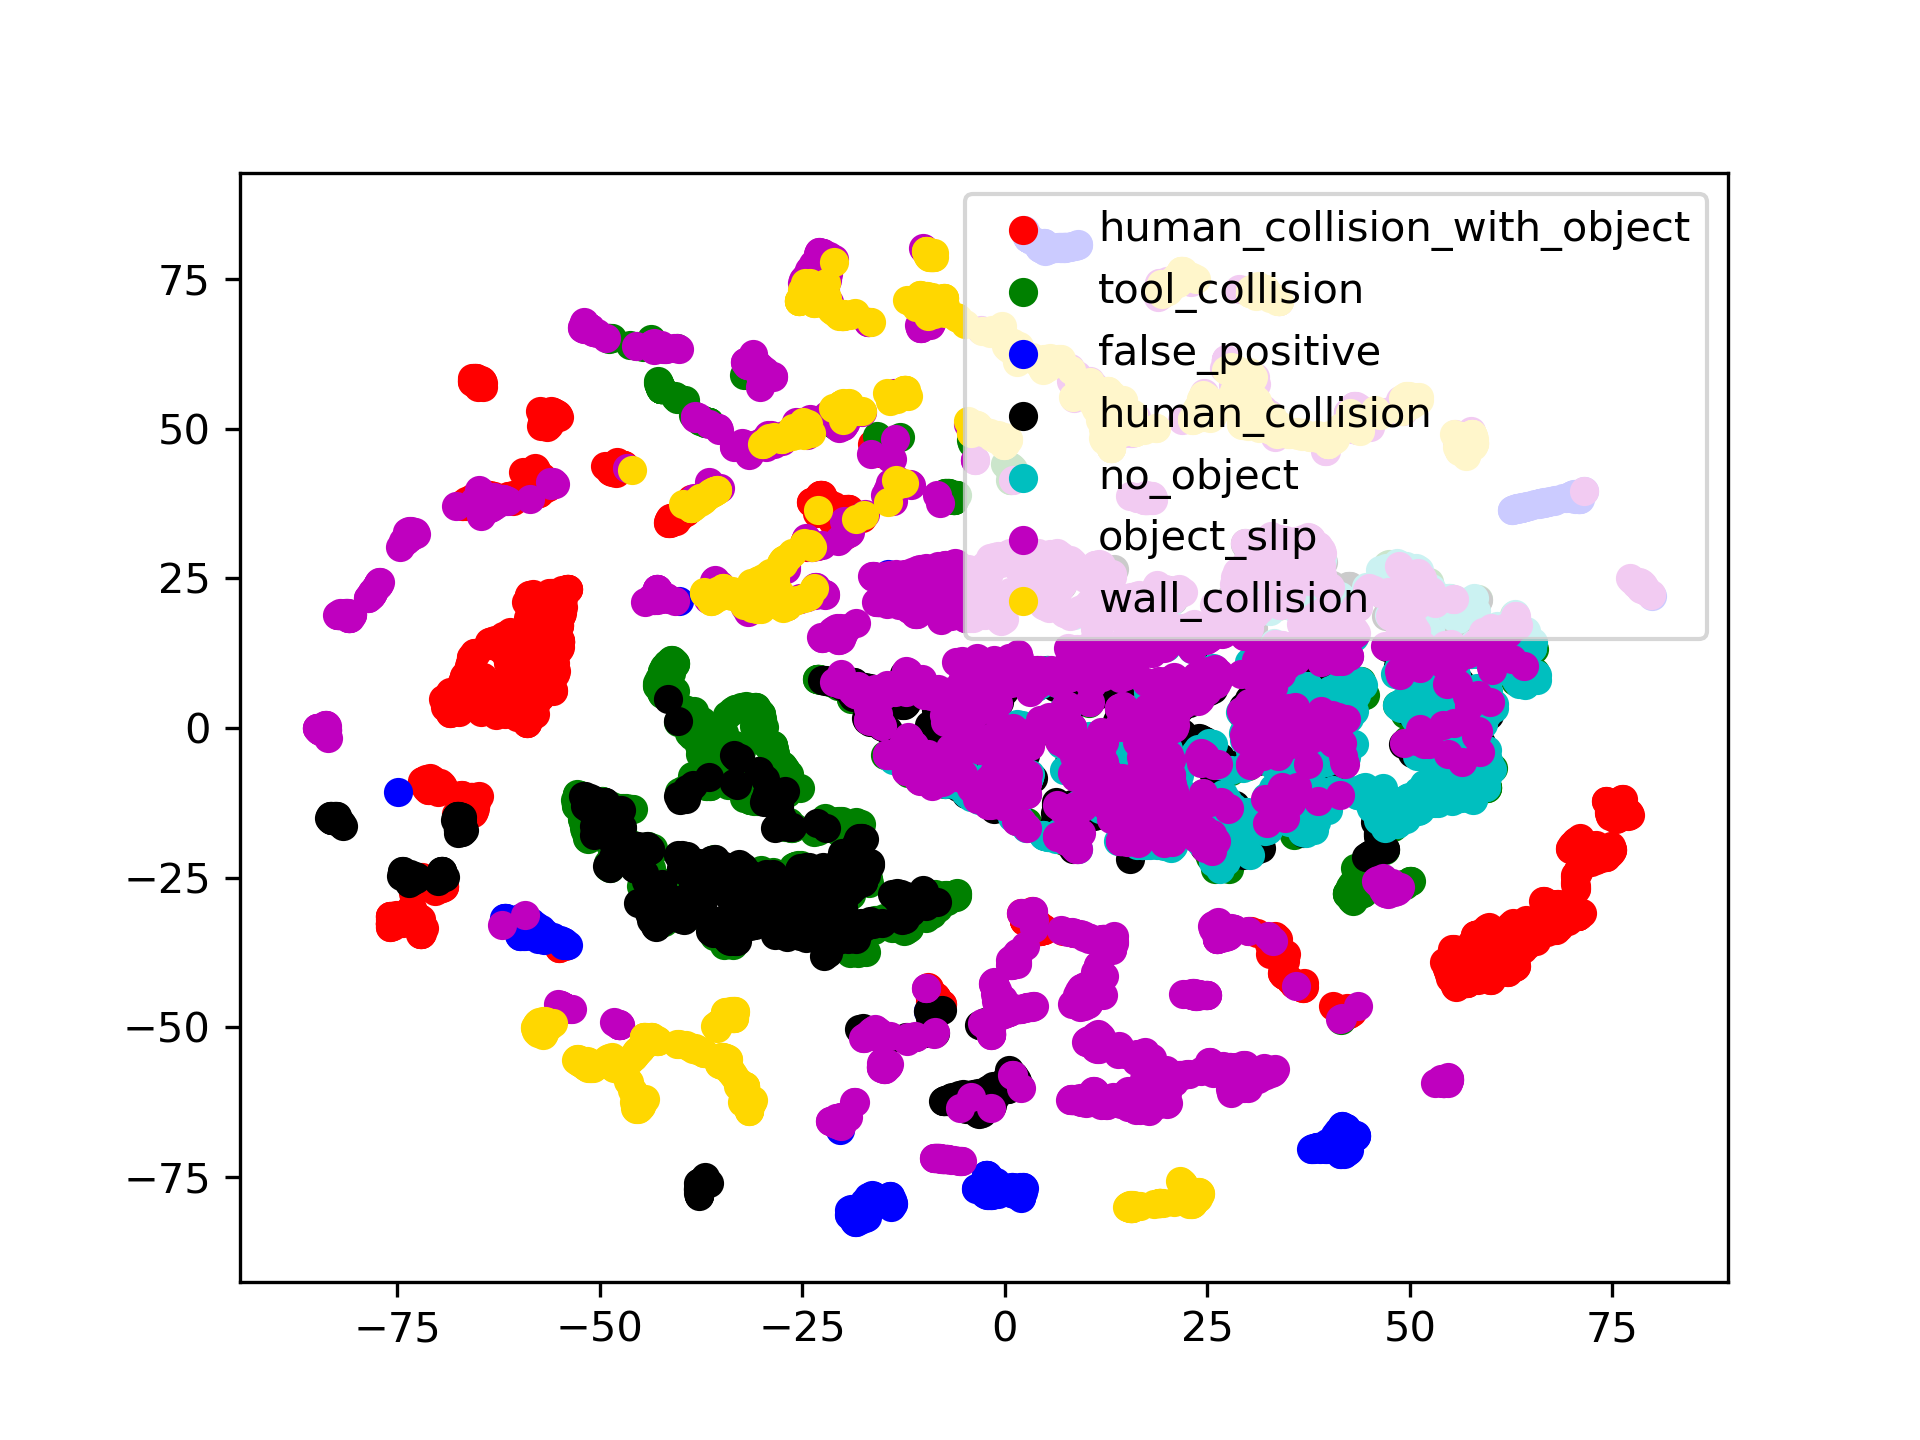 human_collision_with_object
75
tool_collision
false_positive
50
human_collision
no_object
object_slip
25
wall_collision
0
−25
−50
−75
−75 −50 −25 0 25 50 75